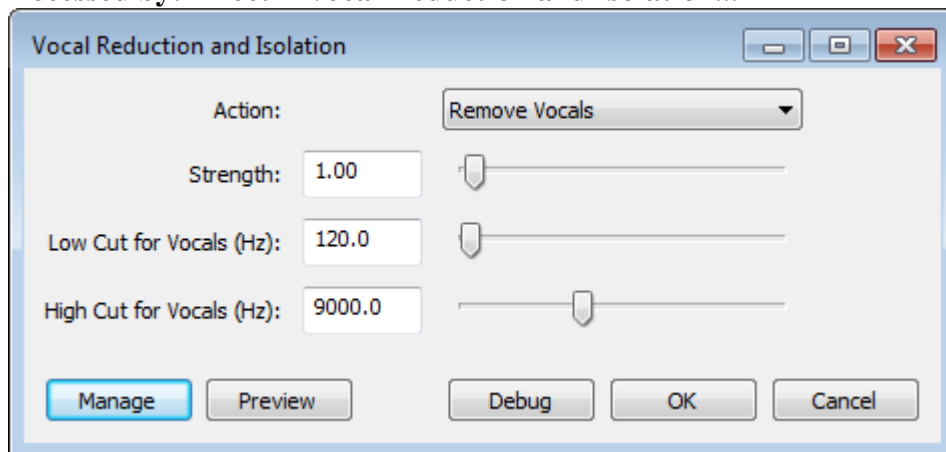 Vocal Reduction and Isolation
Action: Remove Vocals
Strength: 1.00
Low Cut for Vocals (Hz): 120.0
High Cut for Vocals (Hz): 9000.0
Manage Preview Debug OK Cancel